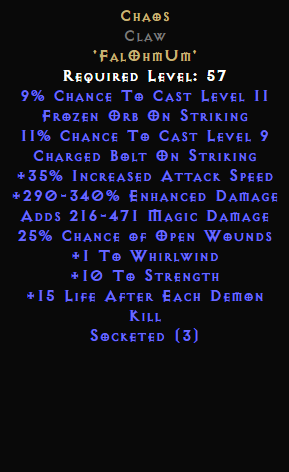 Chaos
Claw
'FalOhmUm'
Required Level: 57
9% Chance To Cast Level 11
Frozen Orb On Striking
11% Chance To Cast Level 9
Charged Bolt On Striking
+35% Increased Attack Speed
+290-340% Enhanced Damage
Adds 216-471 Magic Damage
25% Chance of Open Wounds
+1 To Whirlwind
+10 To Strength
+15 Life After Each Demon
Kill
Socketed (3)